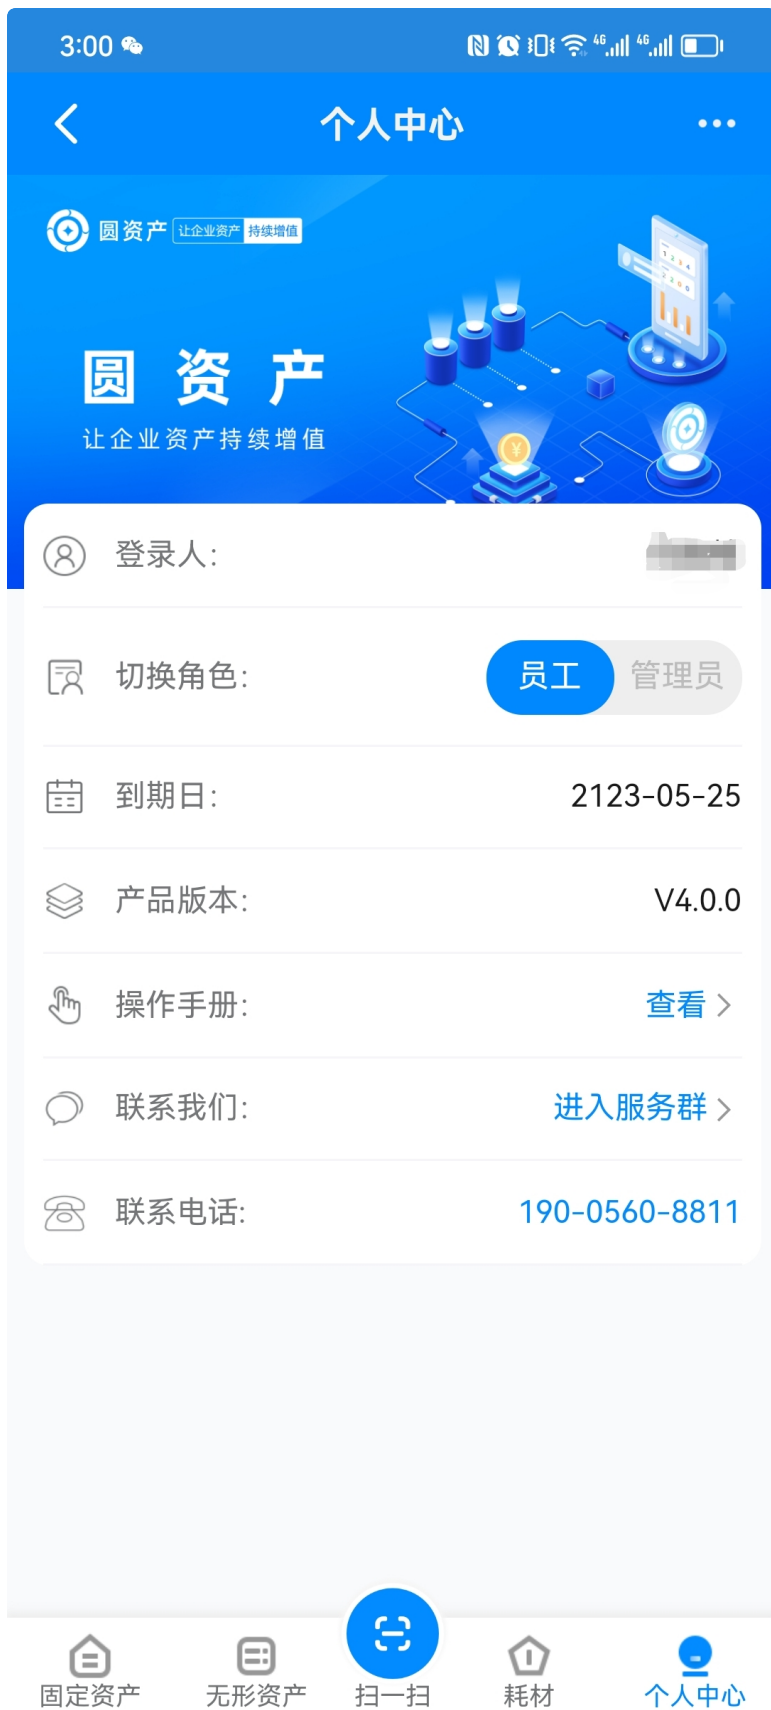 3:00
4G 4G
个人中心
圆资产 让企业资产 持续增值
圆资产
让企业资产持续增值
登录人:
切换角色: 员工 管理员
到期日: 2123-05-25
产品版本: V4.0.0
操作手册: 查看
联系我们: 进入服务群
联系电话: 190-0560-8811
固定资产 无形资产 扫一扫 耗材 个人中心